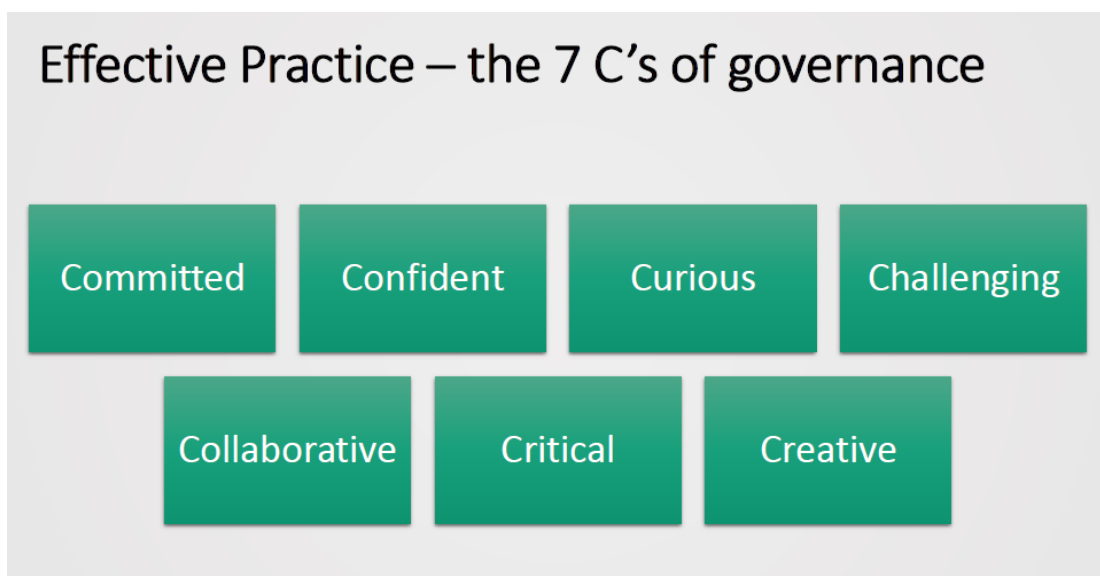 Effective Practice – the 7 C’s of governance
Committed
Confident
Curious
Challenging
Collaborative
Critical
Creative